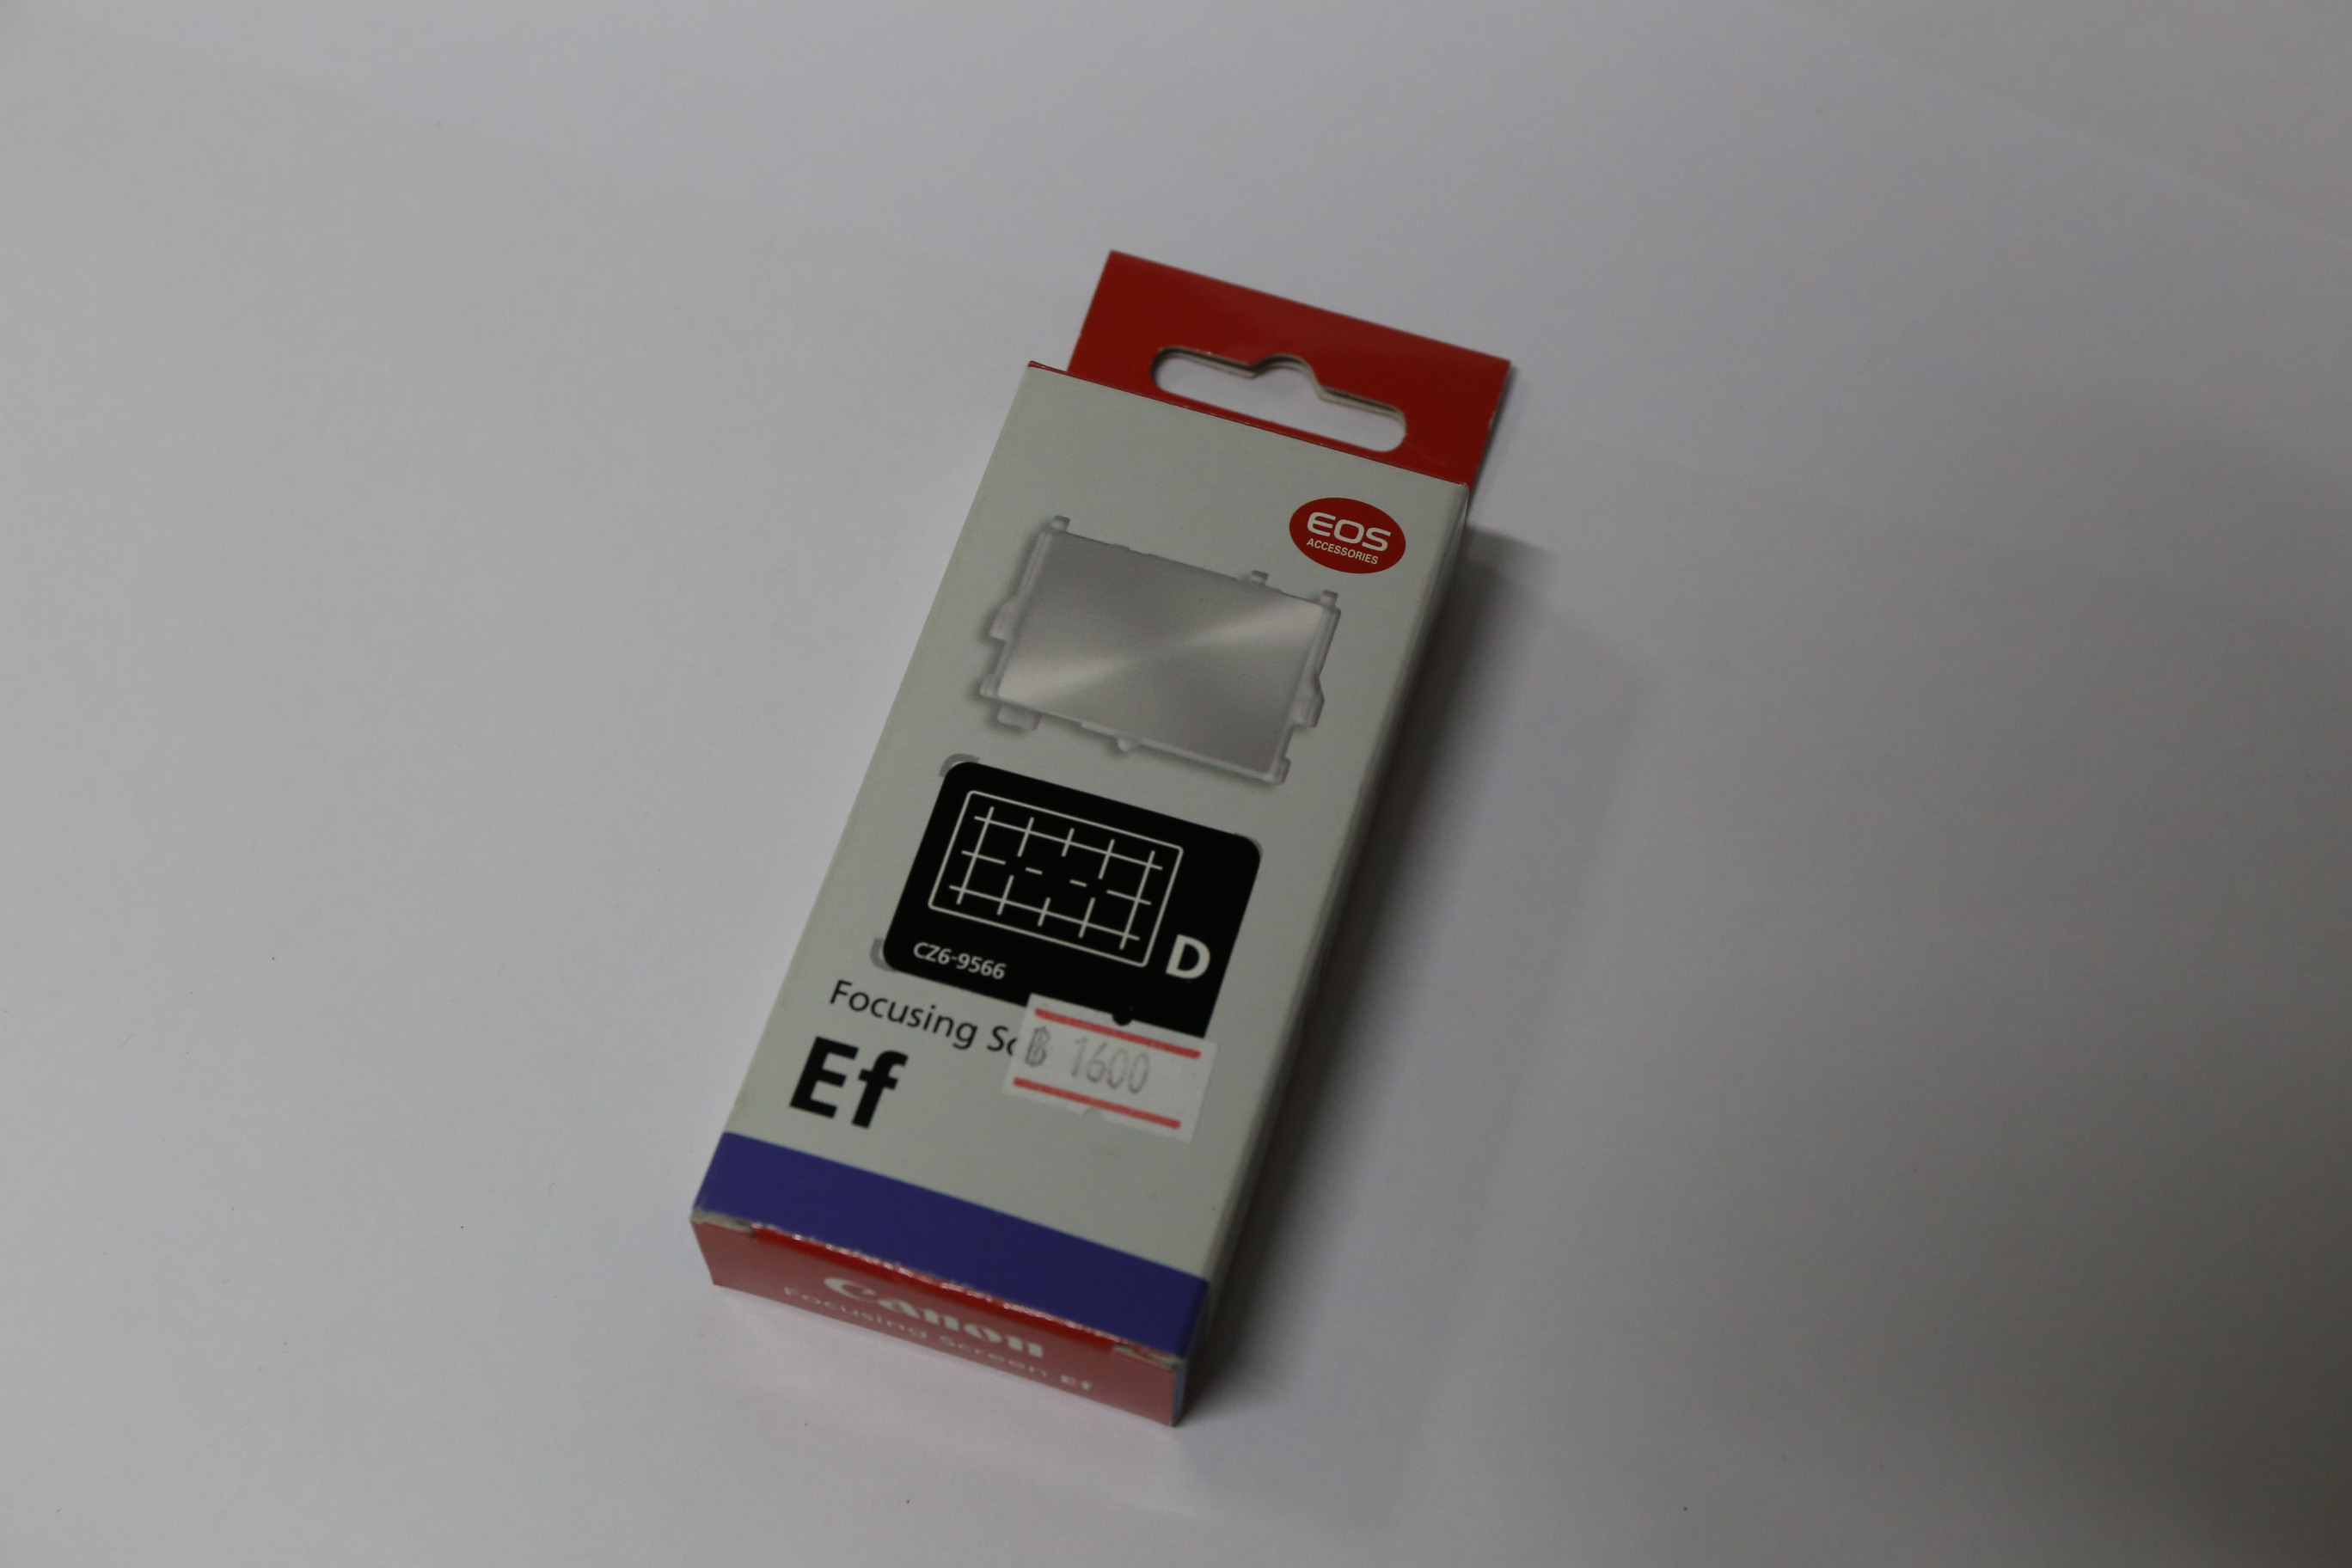 EOS
ACCESSORIES
D
CZ6-9566
Focusing Sc
฿ 1600
Ef
Canon
Focusing Screen Ef